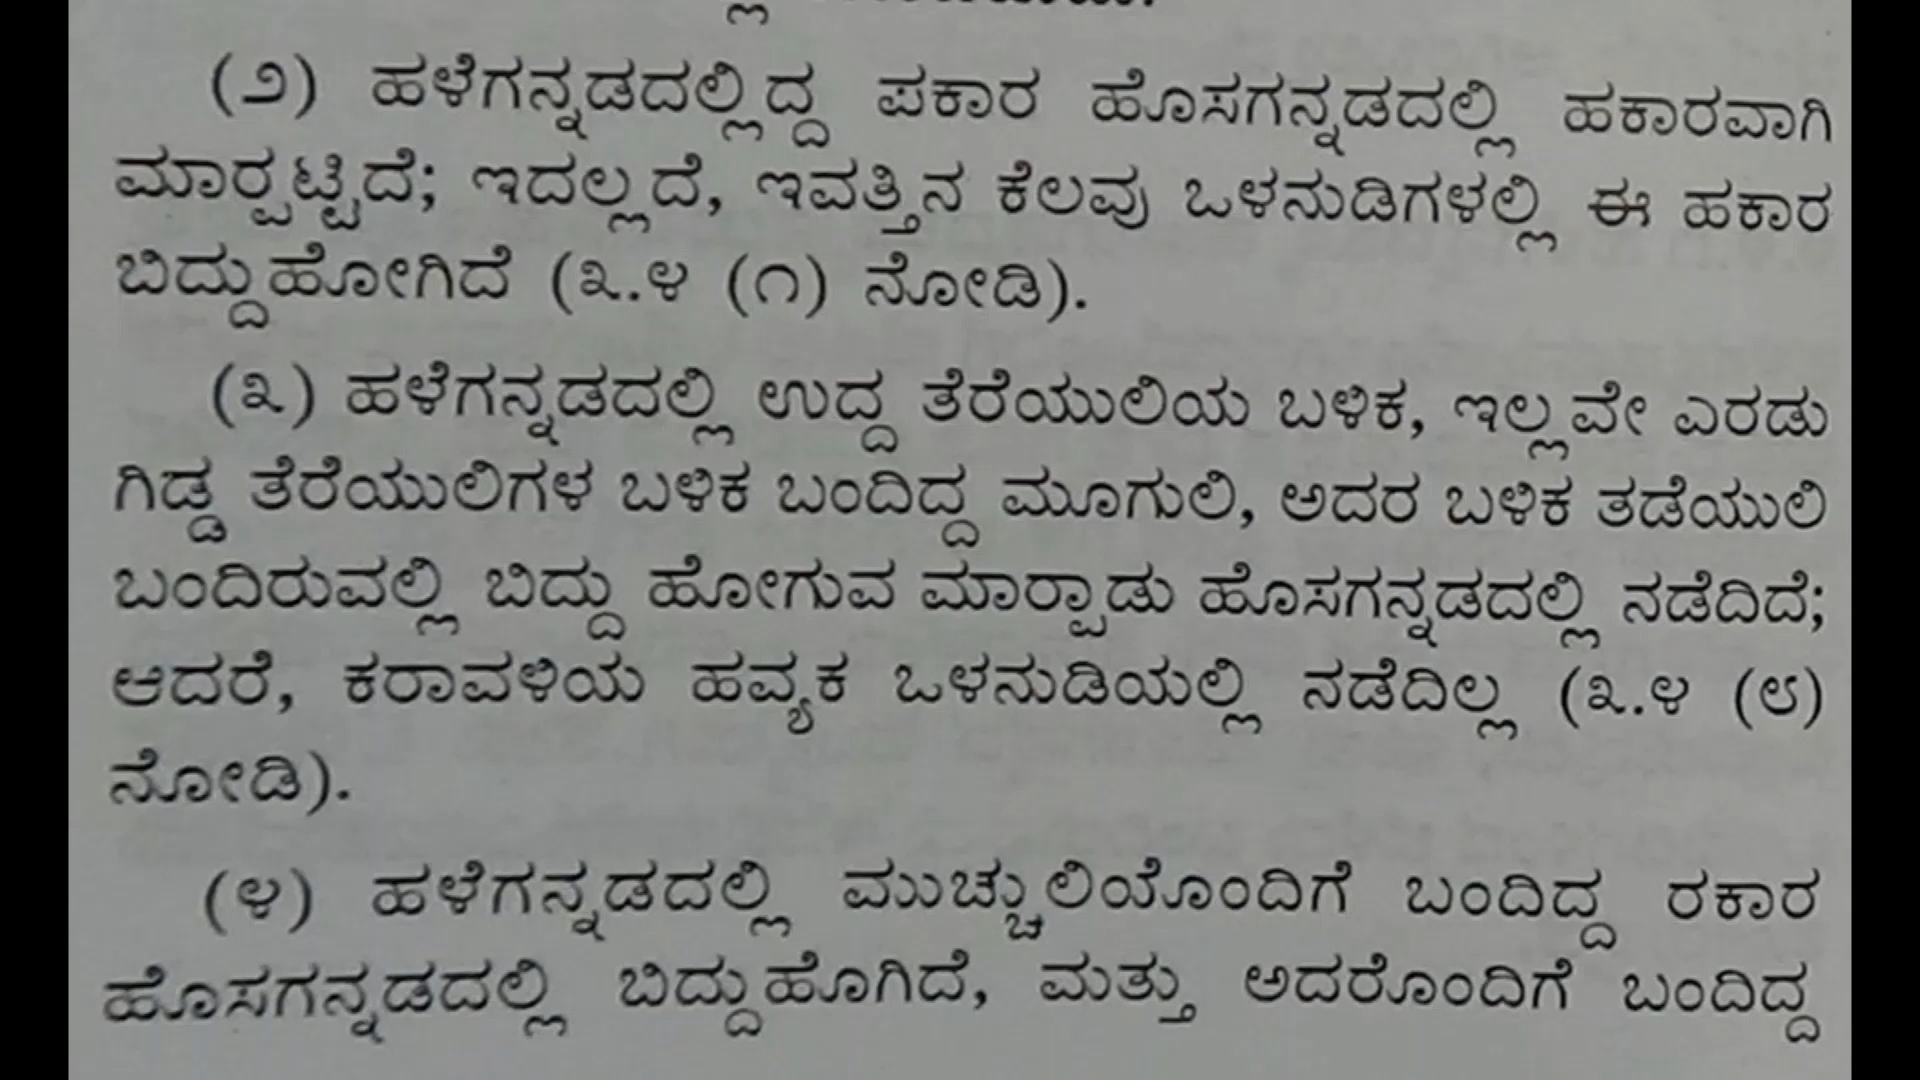 (೨) ಹಳೆಗನ್ನಡದಲ್ಲಿದ್ದ ಪಕಾರ ಹೊಸಗನ್ನಡದಲ್ಲಿ ಹಕಾರವಾಗಿ
ಮಾರ‍್ಪಟ್ಟಿದೆ; ಇದಲ್ಲದೆ, ಇವತ್ತಿನ ಕೆಲವು ಒಳನುಡಿಗಳಲ್ಲಿ ಈ ಹಕಾರ
ಬಿದ್ದುಹೋಗಿದೆ (೩.೪ (೧) ನೋಡಿ).
(೩) ಹಳೆಗನ್ನಡದಲ್ಲಿ ಉದ್ದ ತೆರೆಯುಲಿಯ ಬಳಿಕ, ಇಲ್ಲವೇ ಎರಡು
ಗಿಡ್ಡ ತೆರೆಯುಲಿಗಳ ಬಳಿಕ ಬಂದಿದ್ದ ಮೂಗುಲಿ, ಅದರ ಬಳಿಕ ತಡೆಯುಲಿ
ಬಂದಿರುವಲ್ಲಿ ಬಿದ್ದು ಹೋಗುವ ಮಾರ‍್ಪಾಡು ಹೊಸಗನ್ನಡದಲ್ಲಿ ನಡೆದಿದೆ;
ಆದರೆ, ಕರಾವಳಿಯ ಹವ್ಯಕ ಒಳನುಡಿಯಲ್ಲಿ ನಡೆದಿಲ್ಲ (೩.೪ (೮)
ನೋಡಿ).
(೪) ಹಳೆಗನ್ನಡದಲ್ಲಿ ಮುಚ್ಚುಲಿಯೊಂದಿಗೆ ಬಂದಿದ್ದ ರಕಾರ
ಹೊಸಗನ್ನಡದಲ್ಲಿ ಬಿದ್ದುಹೊಗಿದೆ, ಮತ್ತು ಅದರೊಂದಿಗೆ ಬಂದಿದ್ದ